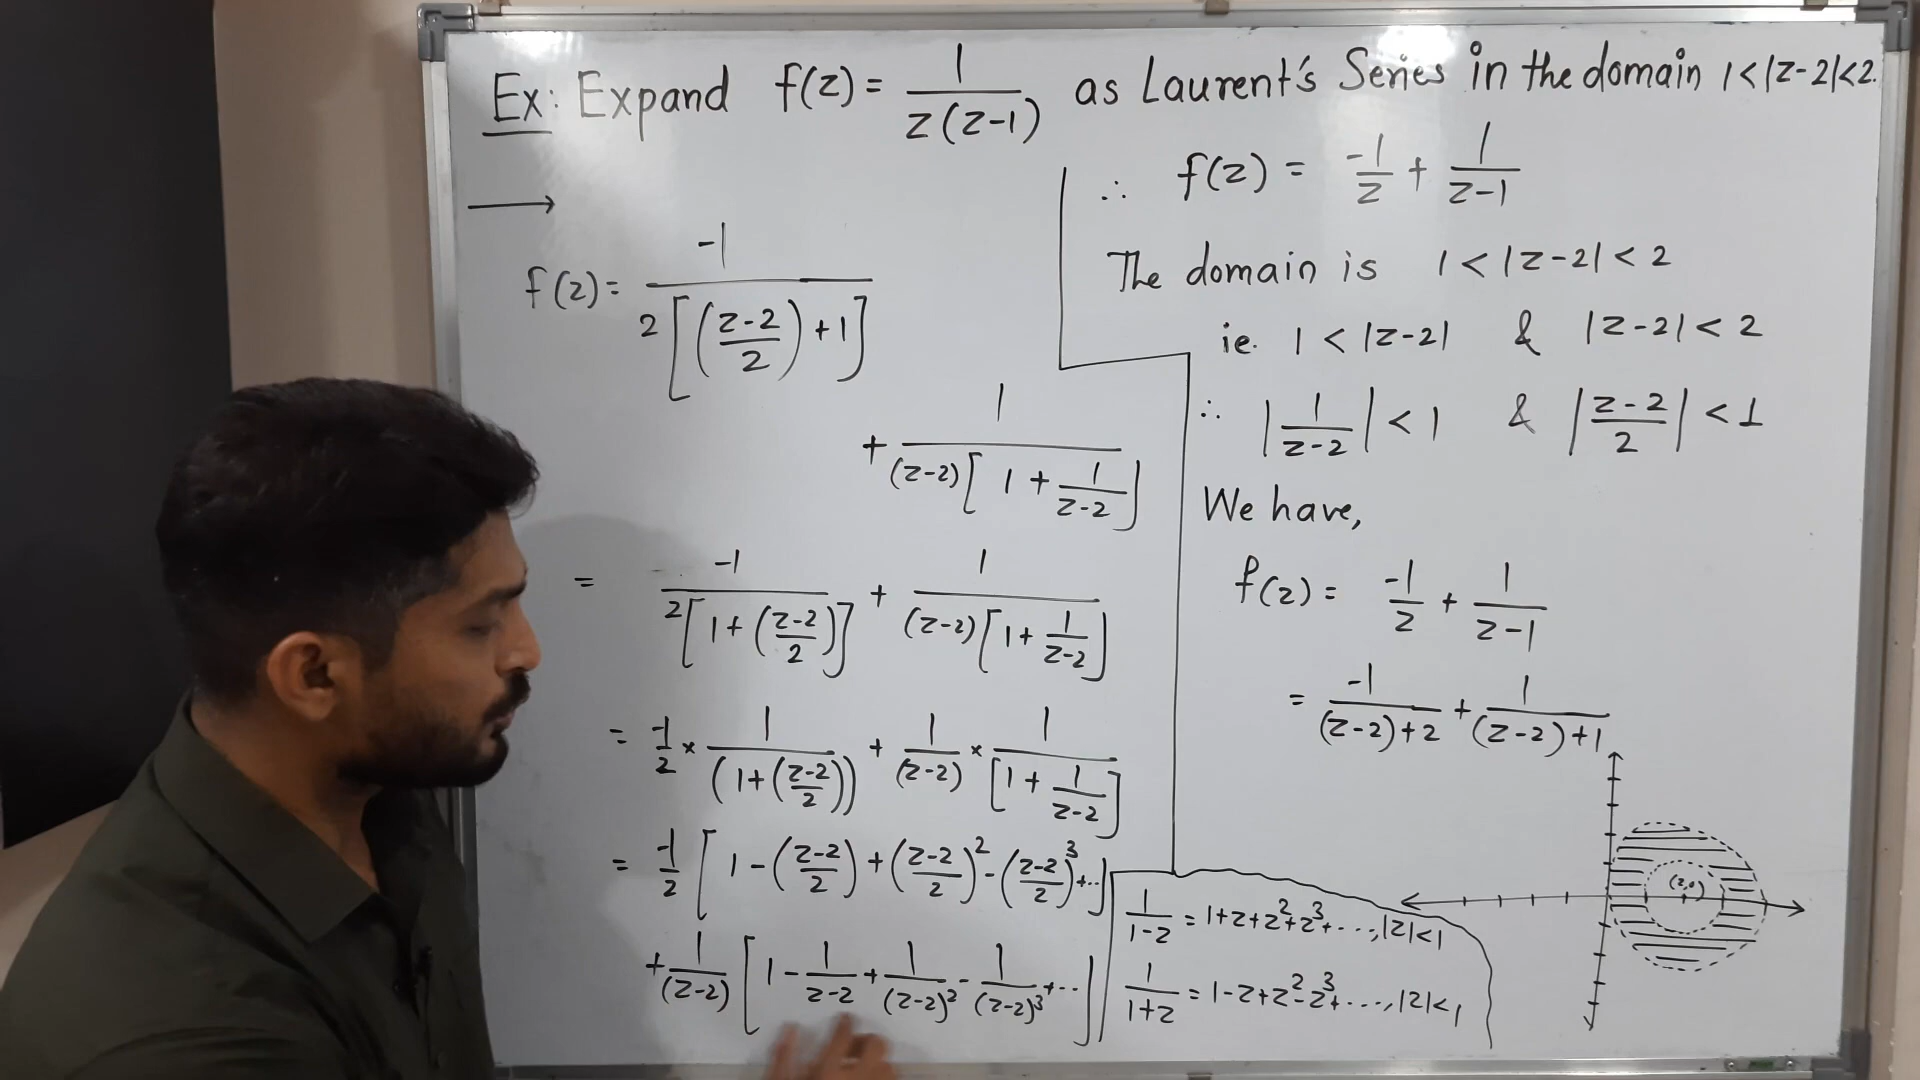 Ex: Expand f(z) = 1/(z(z-1)) as Laurent's Series in the domain 1<|z-2|<2.
∴ f(z) = -1/z + 1/(z-1)
The domain is 1 < |z-2| < 2
ie. 1 < |z-2| & |z-2| < 2
∴ |1/(z-2)| < 1 & |(z-2)/2| < 1
We have,
f(z) = -1/z + 1/(z-1)
= -1/((z-2)+2) + 1/((z-2)+1)
→
f(z) = -1/(2[((z-2)/2)+1])
+ 1/((z-2)[1 + 1/(z-2)])
= -1/(2[1+((z-2)/2)]) + 1/((z-2)[1+ 1/(z-2)])
= -1/2 × 1/(1+((z-2)/2)) + 1/(z-2) × 1/[1+ 1/(z-2)]
= -1/2 [1-((z-2)/2)+((z-2)/2)²-((z-2)/2)³+..]
+ 1/(z-2) [1 - 1/(z-2) + 1/(z-2)² - 1/(z-2)³ +..]
1/(1-z) = 1+z+z²+z³+..., |z|<1
1/(1+z) = 1-z+z²-z³+...., |z|<1
(2,0)